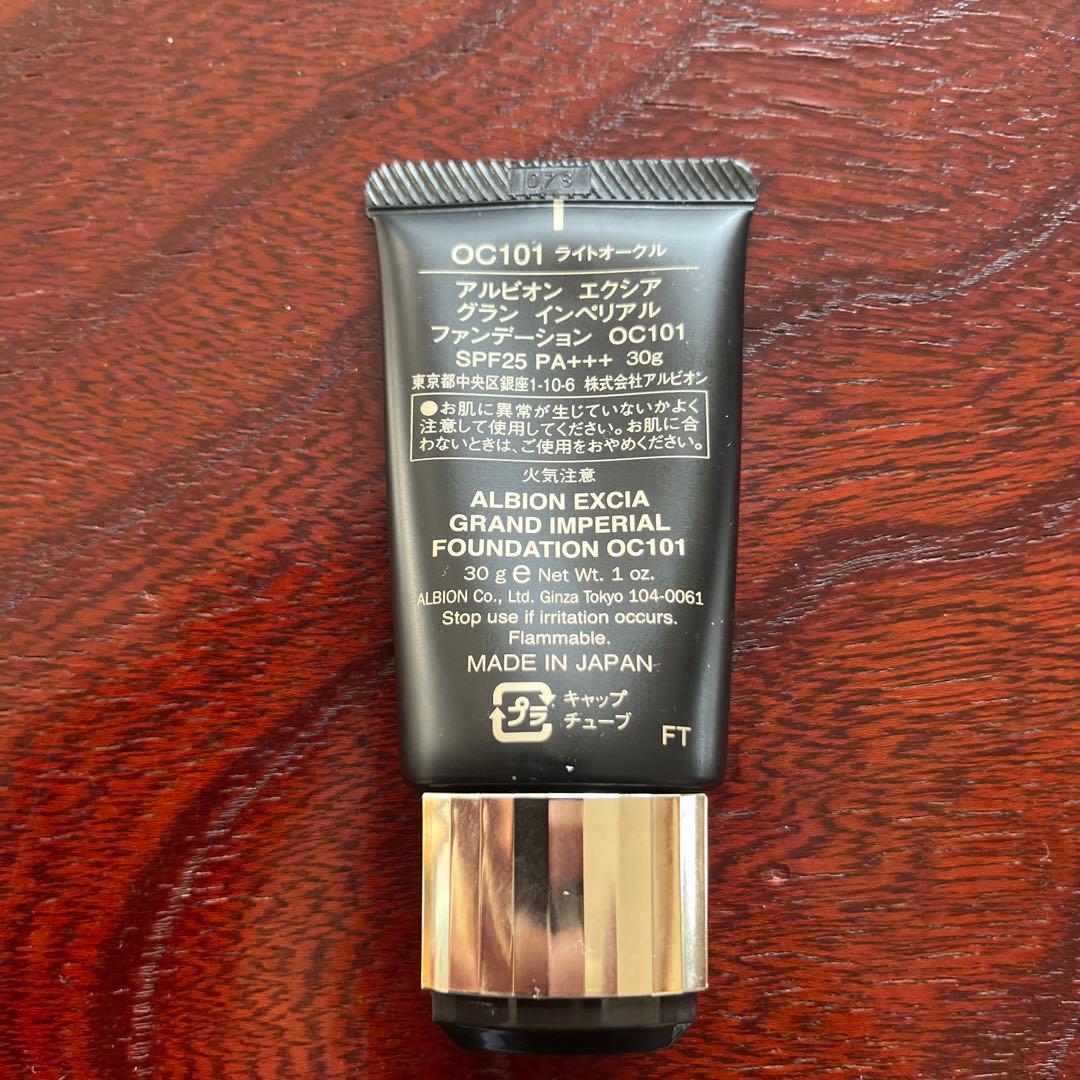 C7S
OC101 ライトオークル
アルビオン エクシア
グラン インペリアル
ファンデーション OC101
SPF25 PA+++ 30g
東京都中央区銀座1-10-6 株式会社アルビオン
●お肌に異常が生じていないかよく
注意して使用してください。お肌に合
わないときは、ご使用をおやめください。
火気注意
ALBION EXCIA
GRAND IMPERIAL
FOUNDATION OC101
30 g e Net Wt. 1 oz.
ALBION Co., Ltd. Ginza Tokyo 104-0061
Stop use if irritation occurs.
Flammable.
MADE IN JAPAN
プラ キャップ
チューブ
FT